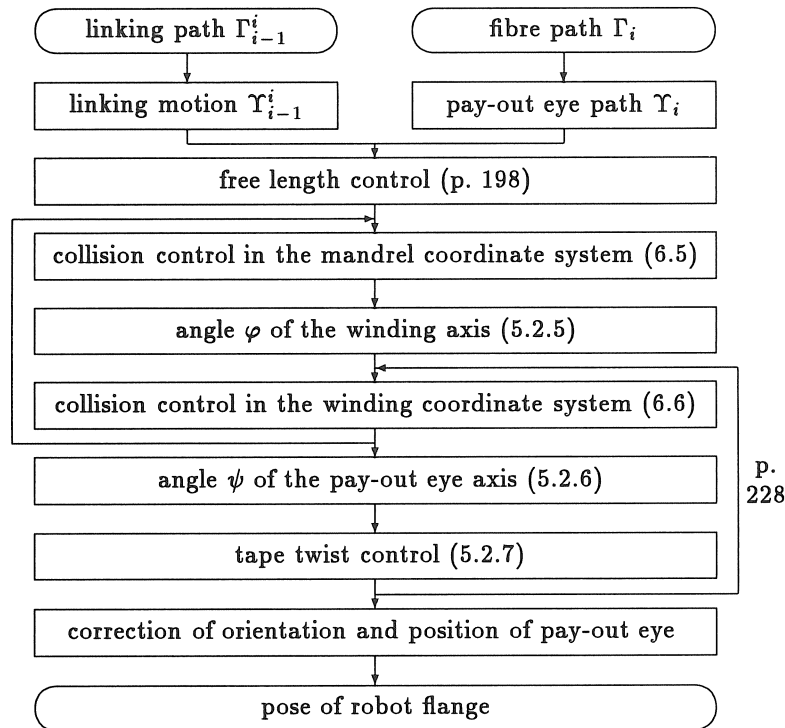 linking path Γ^i_{i−1}
fibre path Γ_i
linking motion ϒ^i_{i−1}
pay-out eye path ϒ_i
free length control (p. 198)
collision control in the mandrel coordinate system (6.5)
angle φ of the winding axis (5.2.5)
collision control in the winding coordinate system (6.6)
angle ψ of the pay-out eye axis (5.2.6)
p.
228
tape twist control (5.2.7)
correction of orientation and position of pay-out eye
pose of robot flange